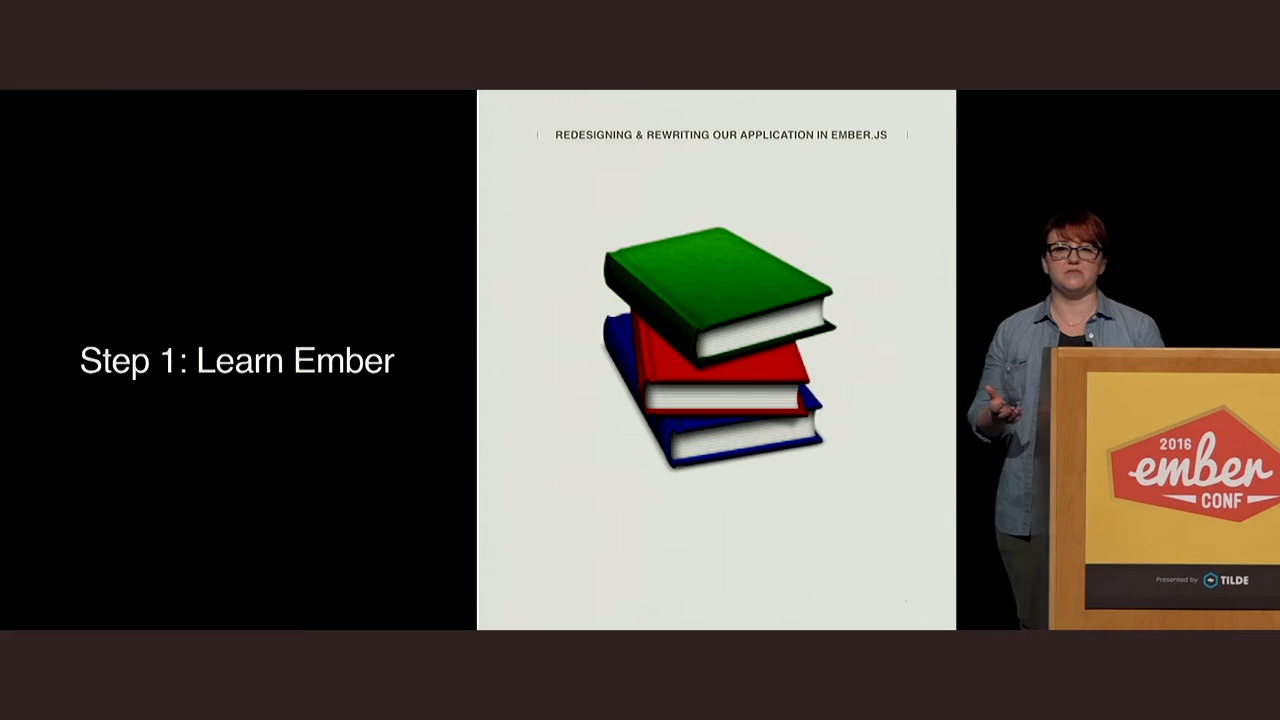 Step 1: Learn Ember
REDESIGNING & REWRITING OUR APPLICATION IN EMBER.JS
2016
ember
CONF
Presented by TILDE